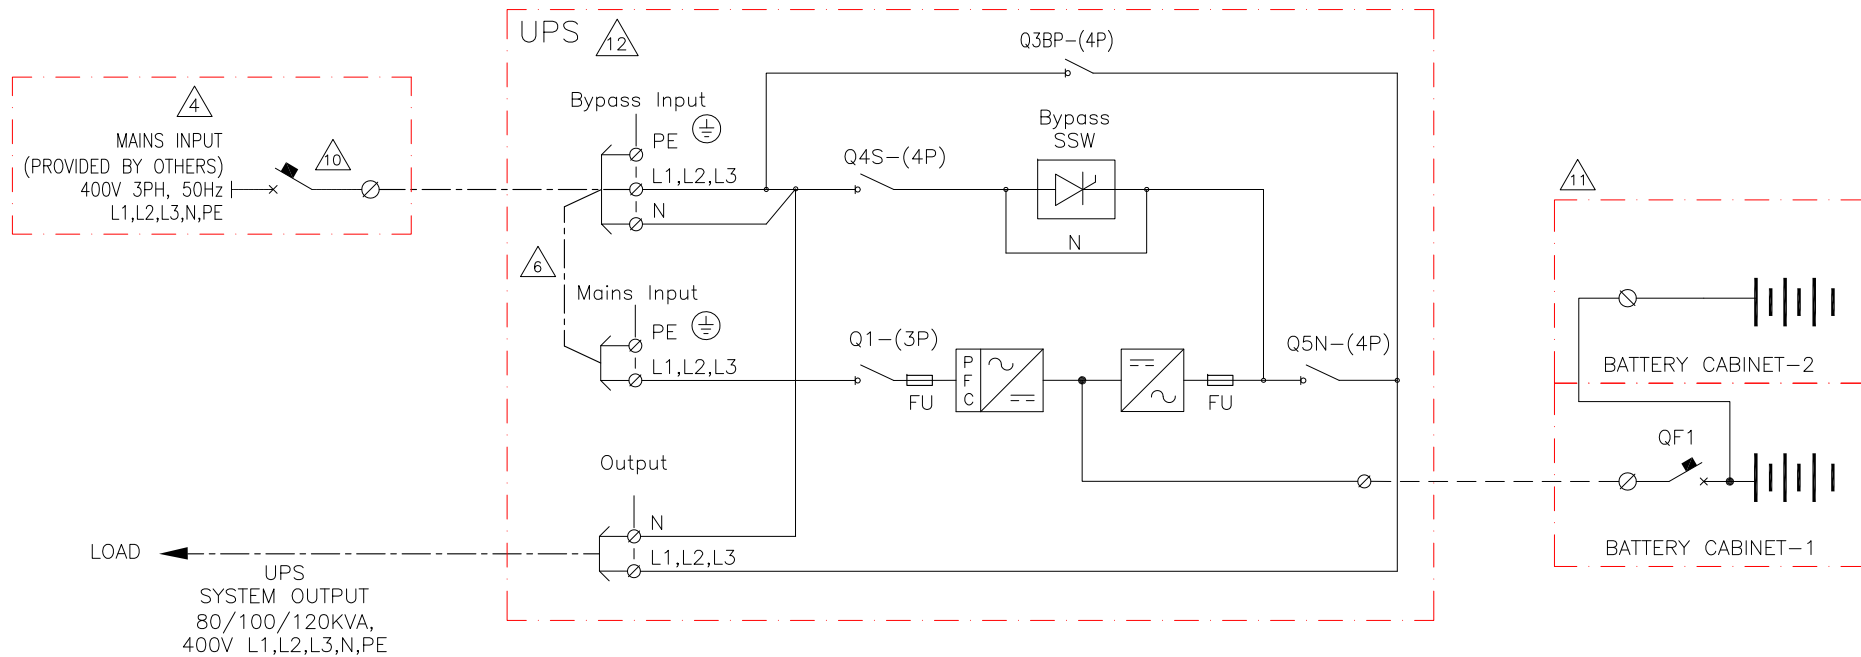 UPS
12
Q3BP-(4P)
4
MAINS INPUT
(PROVIDED BY OTHERS)
400V 3PH, 50Hz
L1,L2,L3,N,PE
10
Bypass Input
PE
L1,L2,L3
N
Q4S-(4P)
Bypass
SSW
N
11
6
Mains Input
PE
L1,L2,L3
Q1-(3P)
FU
P
F
C
FU
Q5N-(4P)
BATTERY CABINET-2
QF1
BATTERY CABINET-1
Output
N
L1,L2,L3
LOAD
UPS
SYSTEM OUTPUT
80/100/120KVA,
400V L1,L2,L3,N,PE